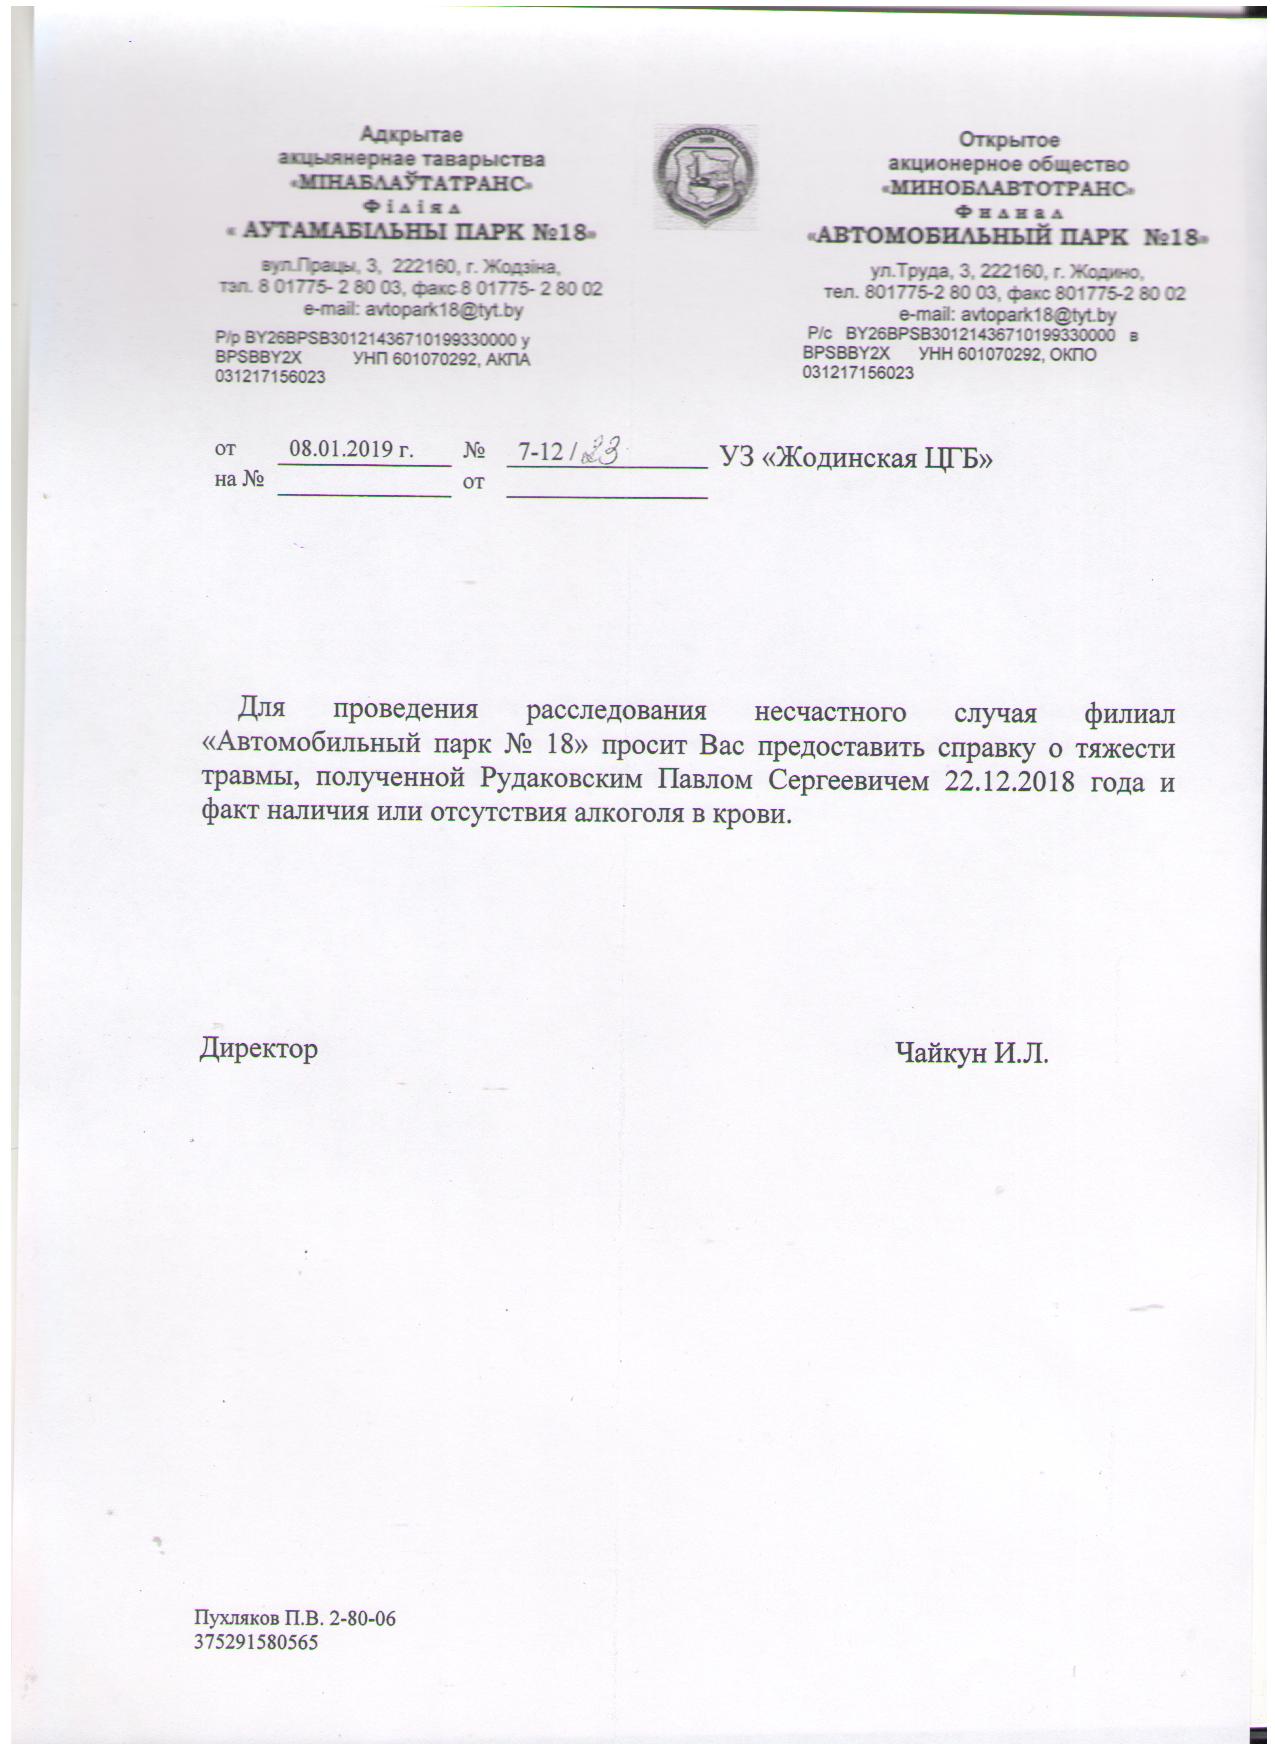 Адкрытае
акцыянернае таварыства
«МІНАБЛАЎТАТРАНС»
Філіял
« АУТАМАБІЛЬНЫ ПАРК №18»
вул.Працы, 3, 222160, г. Жодзіна,
тэл. 8 01775- 2 80 03, факс 8 01775- 2 80 02
e-mail: avtopark18@tyt.by
Р/р BY26BPSB30121436710199330000 у
BPSBBY2X УНП 601070292, АКПА
031217156023
Открытое
акционерное общество
«МИНОБЛАВТОТРАНС»
Филиал
«АВТОМОБИЛЬНЫЙ ПАРК №18»
ул.Труда, 3, 222160, г. Жодино,
тел. 801775-2 80 03, факс 801775-2 80 02
e-mail: avtopark18@tyt.by
Р/с BY26BPSB30121436710199330000 в
BPSBBY2X УНН 601070292, ОКПО
031217156023
от 08.01.2019 г. № 7-12 / 23 УЗ «Жодинская ЦГБ»
на № от
Для проведения расследования несчастного случая филиал
«Автомобильный парк № 18» просит Вас предоставить справку о тяжести
травмы, полученной Рудаковским Павлом Сергеевичем 22.12.2018 года и
факт наличия или отсутствия алкоголя в крови.
Директор Чайкун И.Л.
Пухляков П.В. 2-80-06
375291580565